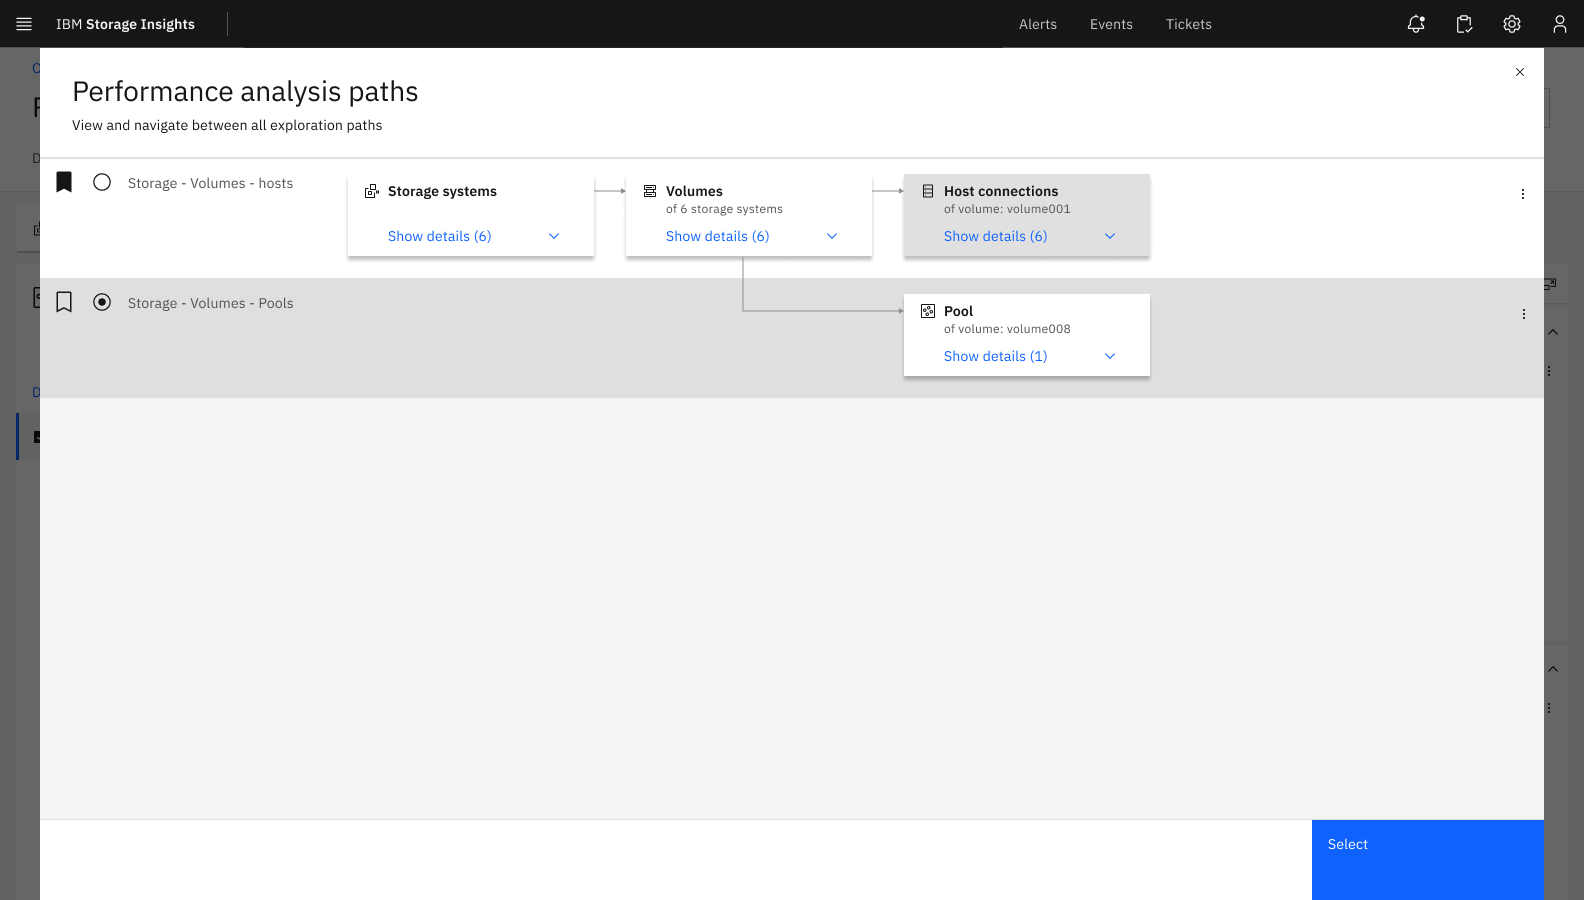 IBM Storage Insights
Alerts
Events
Tickets
Performance analysis paths
View and navigate between all exploration paths
Storage - Volumes - hosts
Storage systems
Show details (6)
Volumes
of 6 storage systems
Show details (6)
Host connections
of volume: volume001
Show details (6)
Storage - Volumes - Pools
Pool
of volume: volume008
Show details (1)
Select